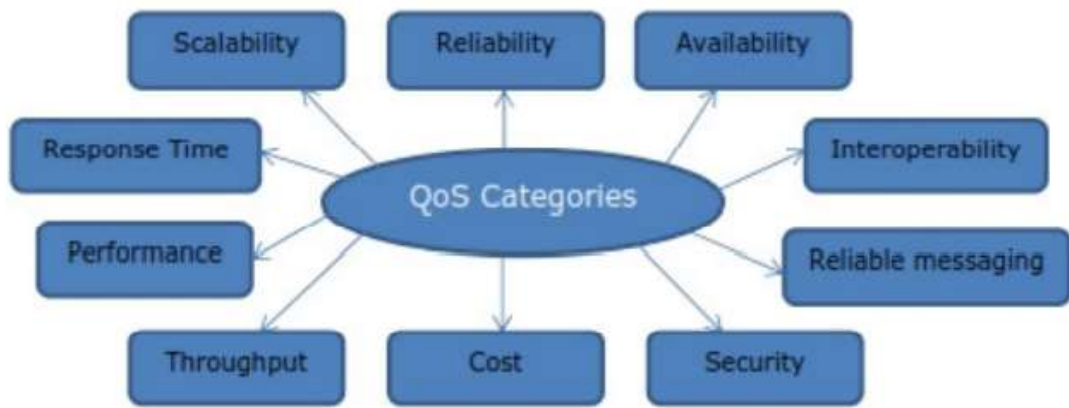 Scalability
Reliability
Availability
Response Time
Interoperability
QoS Categories
Performance
Reliable messaging
Throughput
Cost
Security